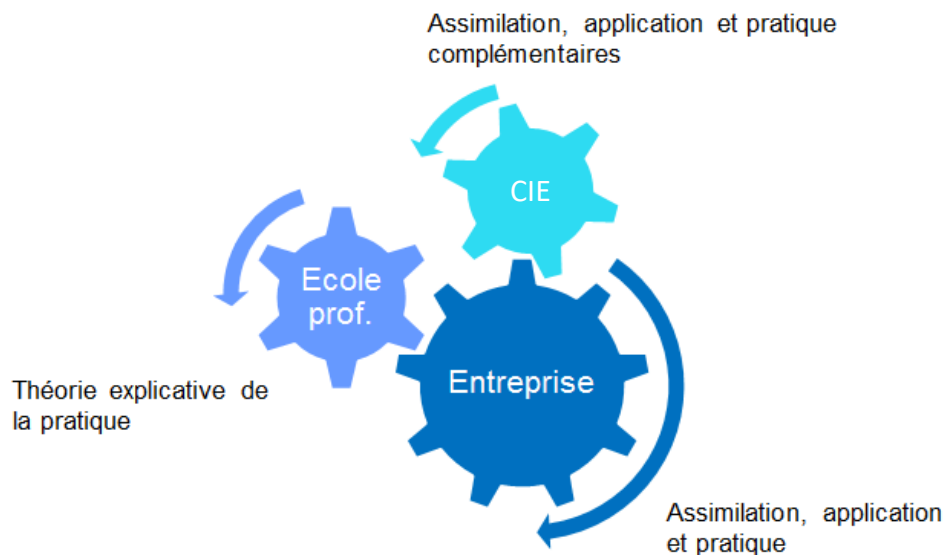 Assimilation, application et pratique
complémentaires
CIE
Ecole
prof.
Entreprise
Théorie explicative de
la pratique
Assimilation, application
et pratique